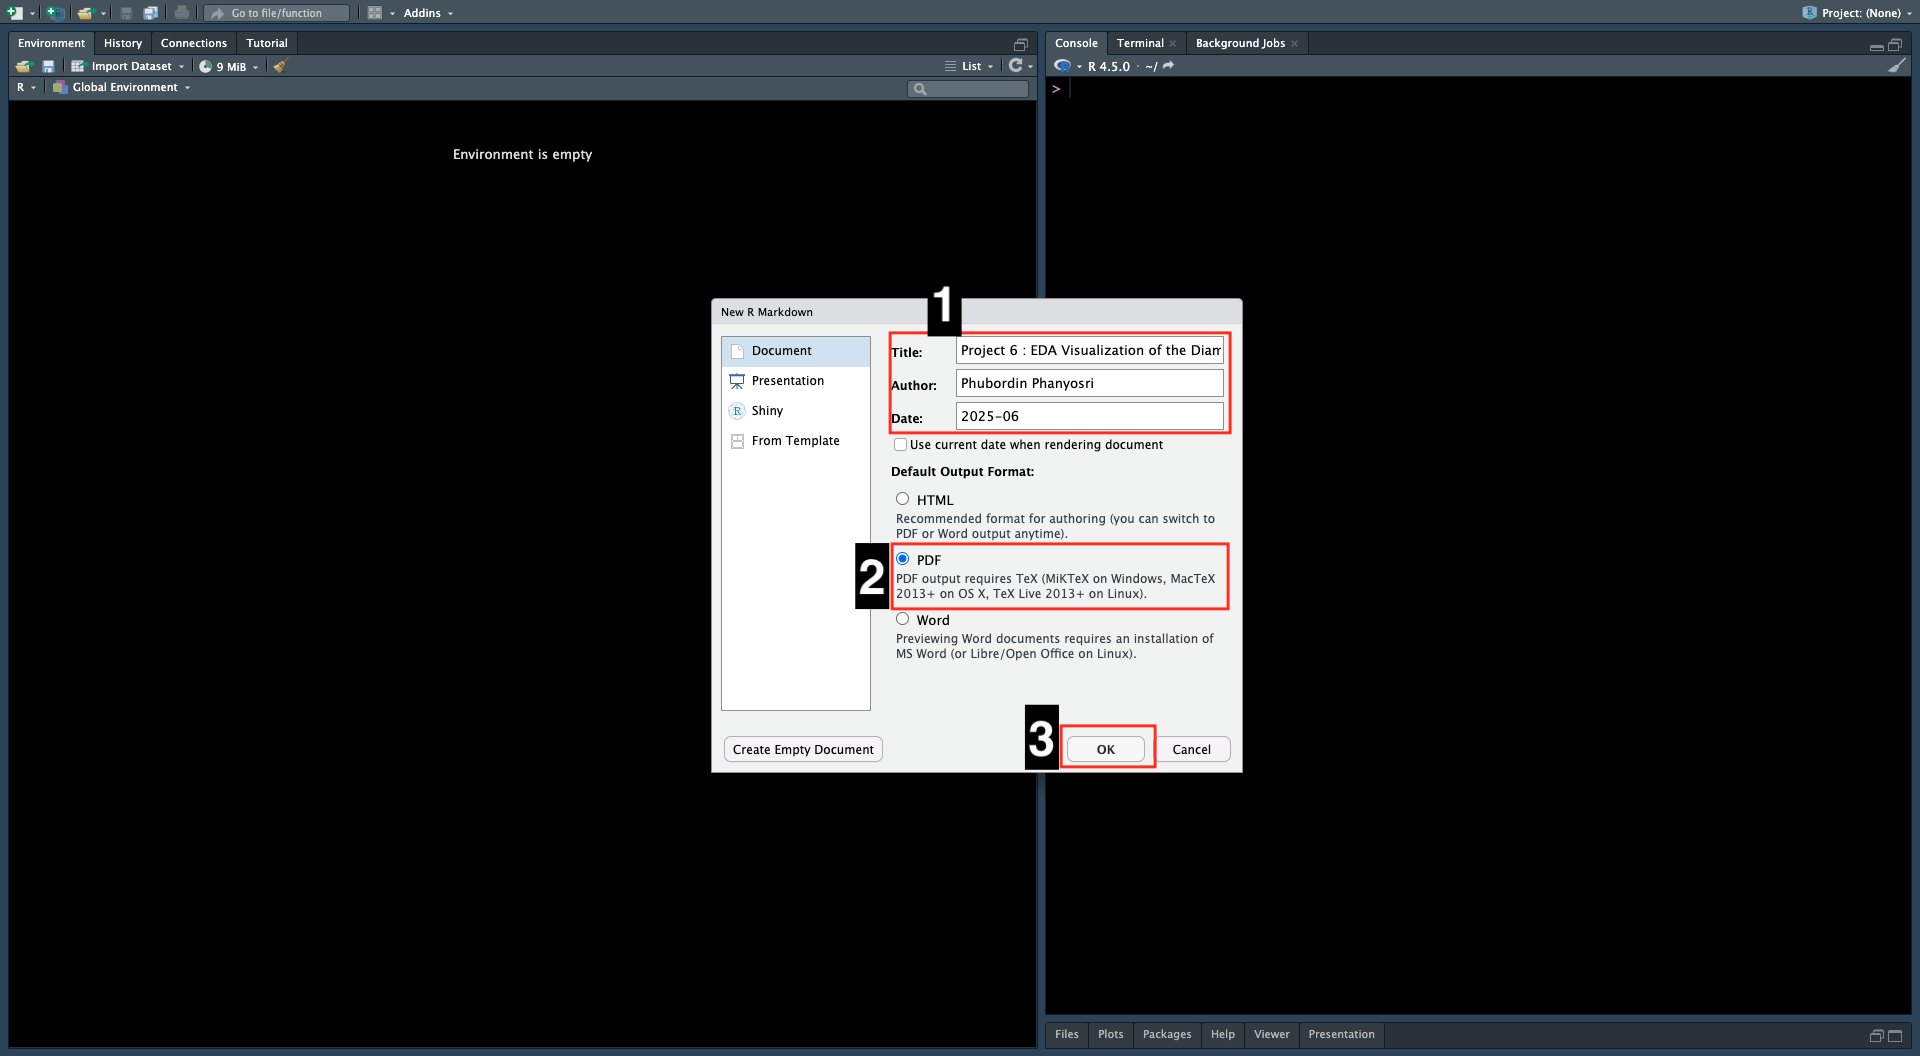 Go to file/function
Addins
Project: (None)
Environment
History
Connections
Tutorial
Import Dataset
9 MiB
List
R
Global Environment
Environment is empty
Console
Terminal
Background Jobs
R 4.5.0 · ~/
>
1
New R Markdown
Document
Presentation
Shiny
From Template
Title:
Project 6 : EDA Visualization of the Diam
Author:
Phubordin Phanyosri
Date:
2025-06
Use current date when rendering document
Default Output Format:
HTML
Recommended format for authoring (you can switch to
PDF or Word output anytime).
2
PDF
PDF output requires TeX (MiKTeX on Windows, MacTeX
2013+ on OS X, TeX Live 2013+ on Linux).
Word
Previewing Word documents requires an installation of
MS Word (or Libre/Open Office on Linux).
Create Empty Document
3
OK
Cancel
Files
Plots
Packages
Help
Viewer
Presentation